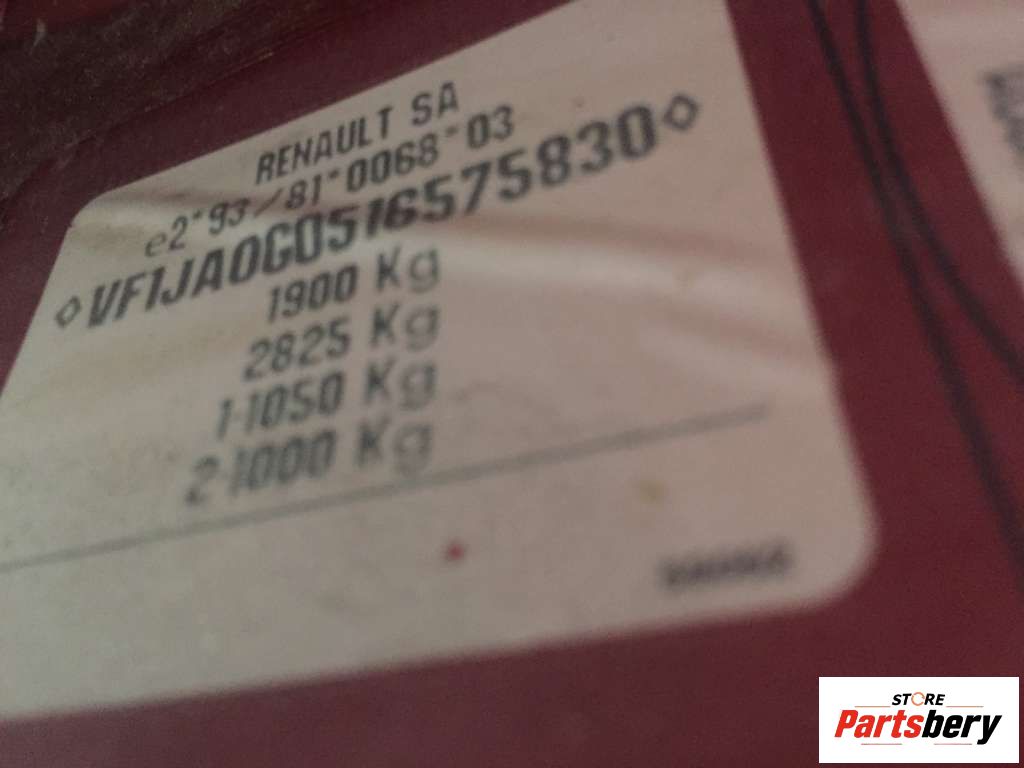 RENAULT SA
e2*93/81*0068*03
◇VF1JA0G0516575830◇
1900 Kg
2825 Kg
1-1050 Kg
2-1000 Kg
STORE
Partsbery